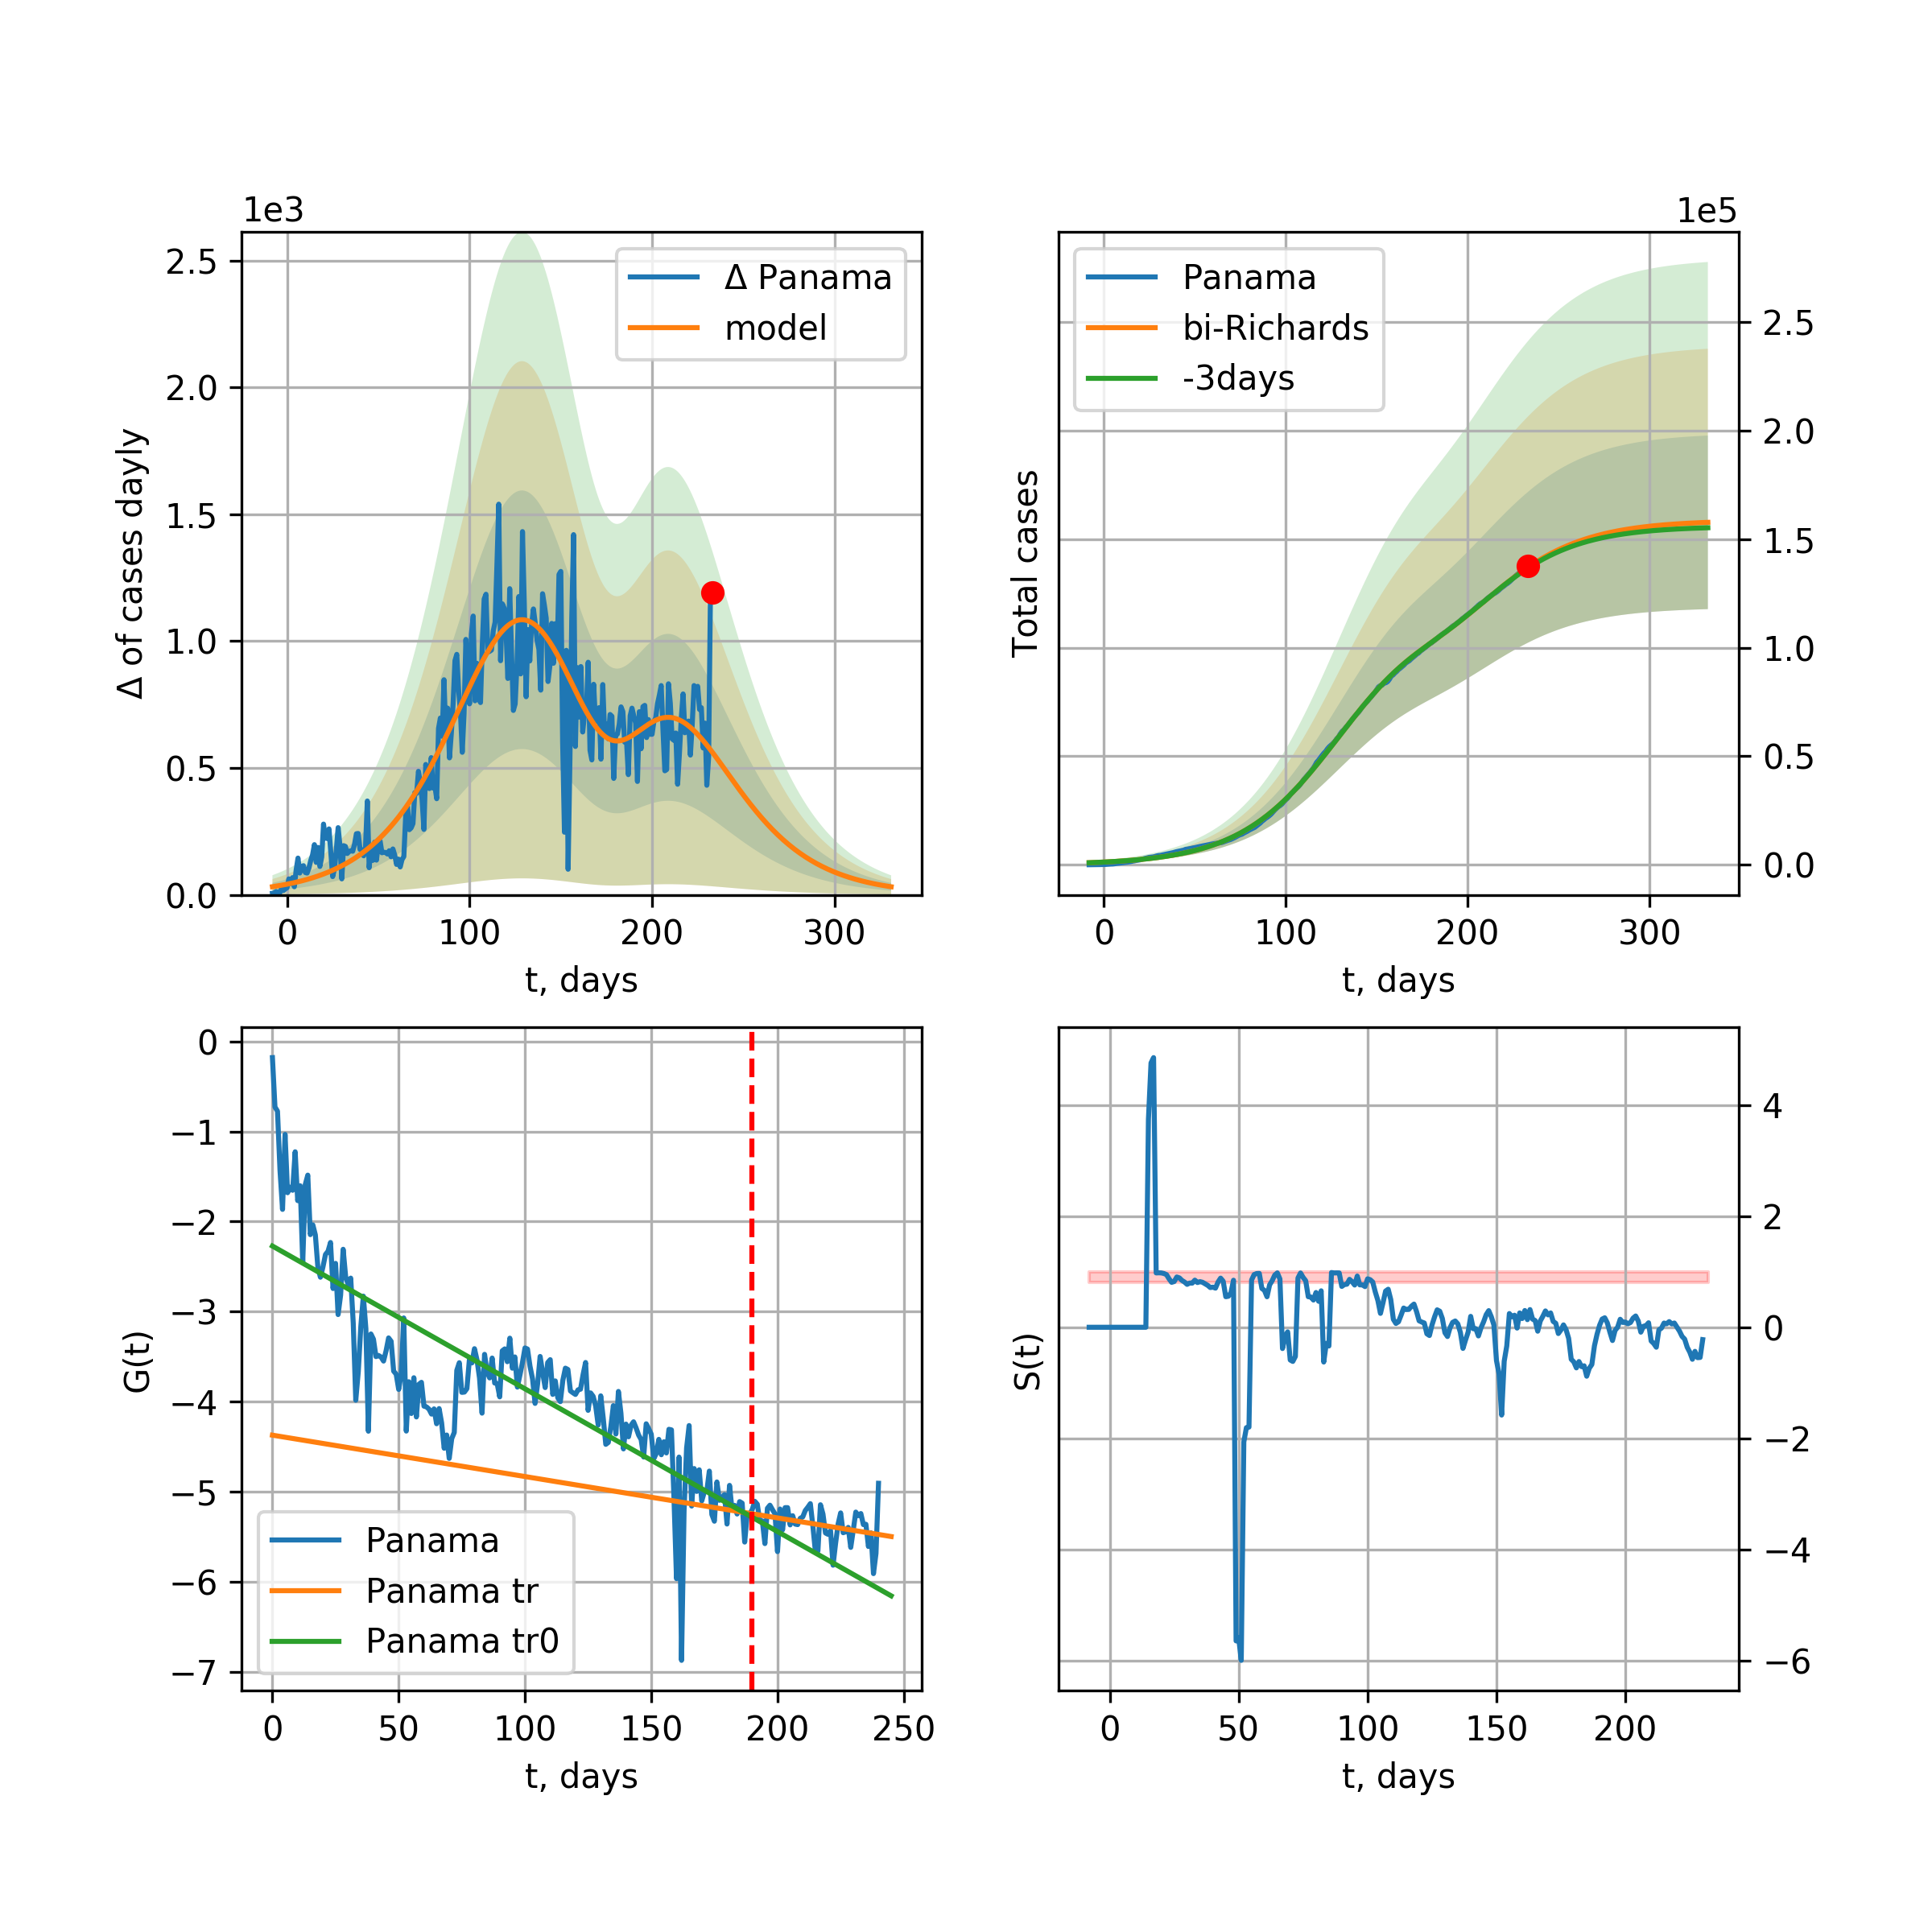 1e3
2.5
2.0
1.5
1.0
0.5
0.0
Δ of cases dayly
Δ Panama
model
0 100 200 300
t, days
1e5
Panama
bi-Richards
-3days
Total cases
2.5
2.0
1.5
1.0
0.5
0.0
0 100 200 300
t, days
0
−1
−2
−3
−4
−5
−6
−7
G(t)
Panama
Panama tr
Panama tr0
0 50 100 150 200 250
t, days
S(t)
4
2
0
−2
−4
−6
0 50 100 150 200
t, days